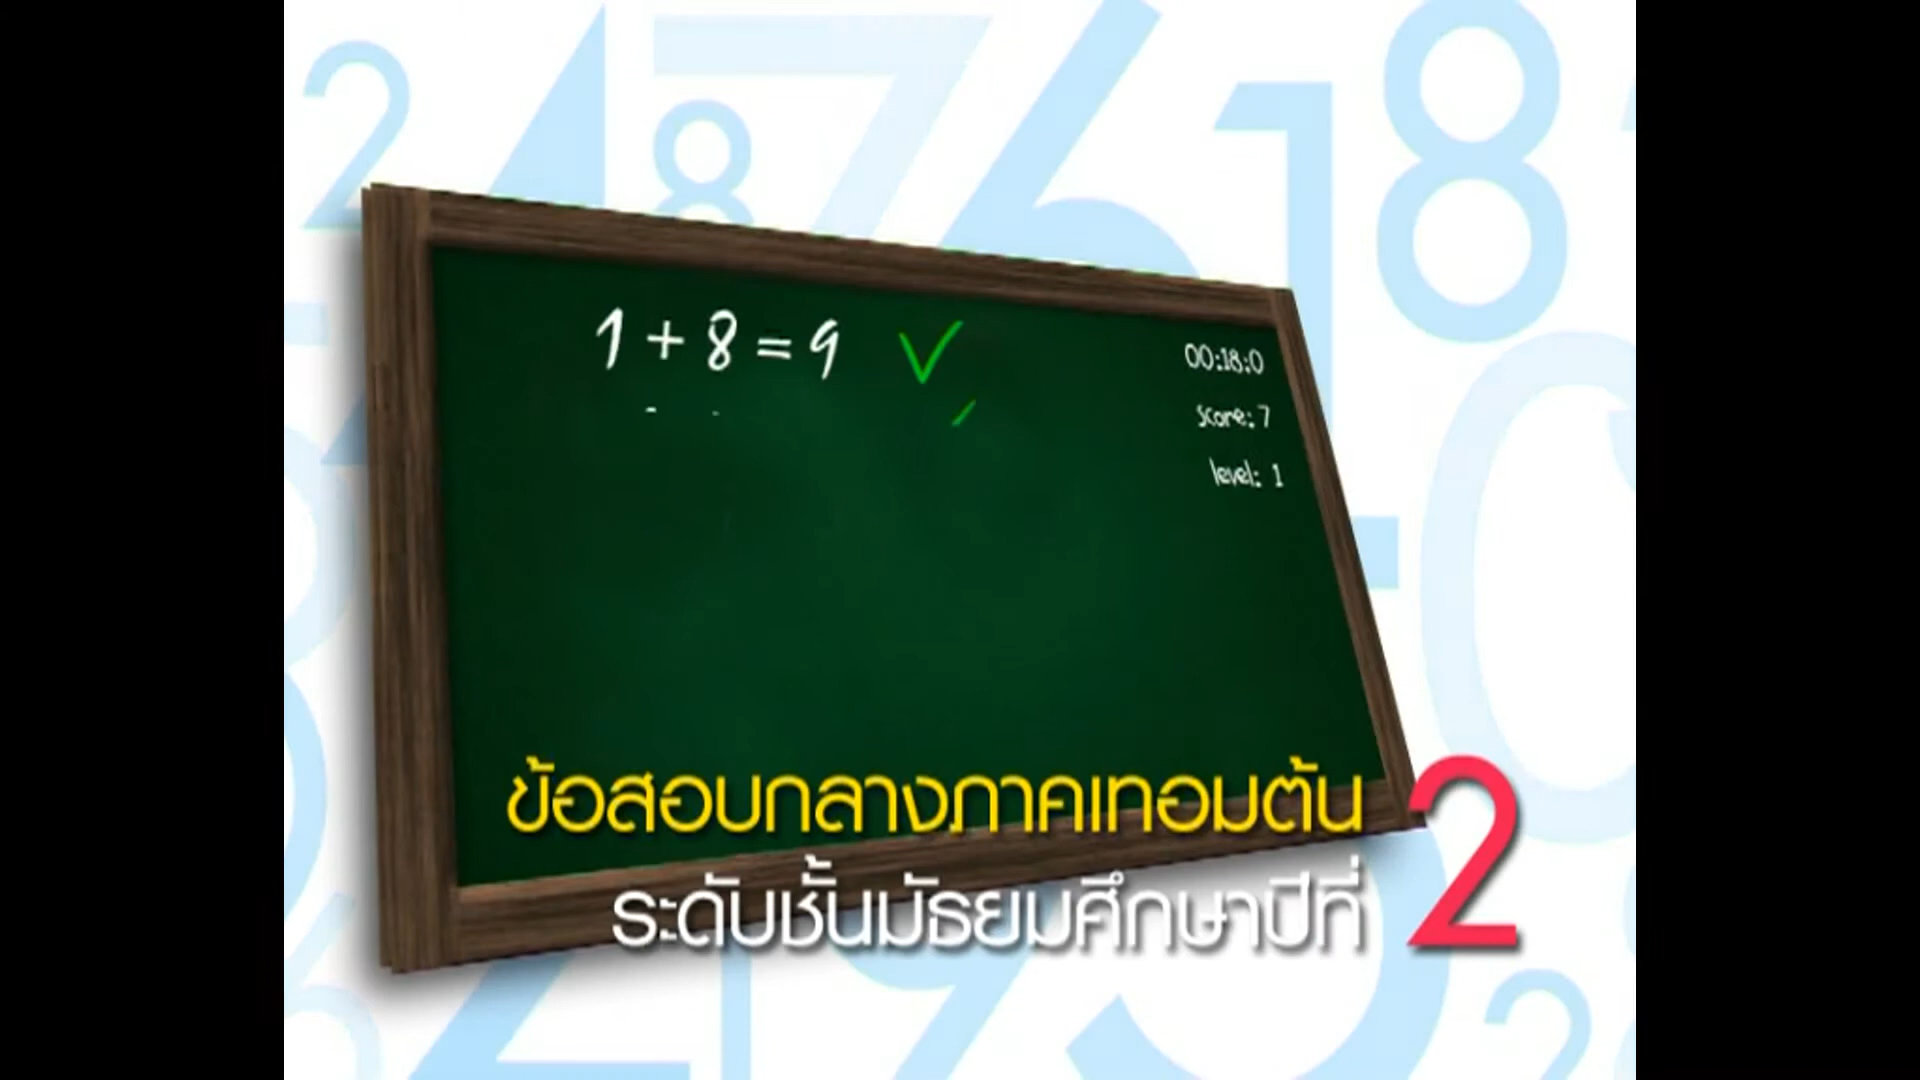 1 + 8 = 9 ✓
00:18:0
Score: 7
level: 1
ข้อสอบกลางภาคเทอมต้น
ระดับชั้นมัธยมศึกษาปีที่ 2